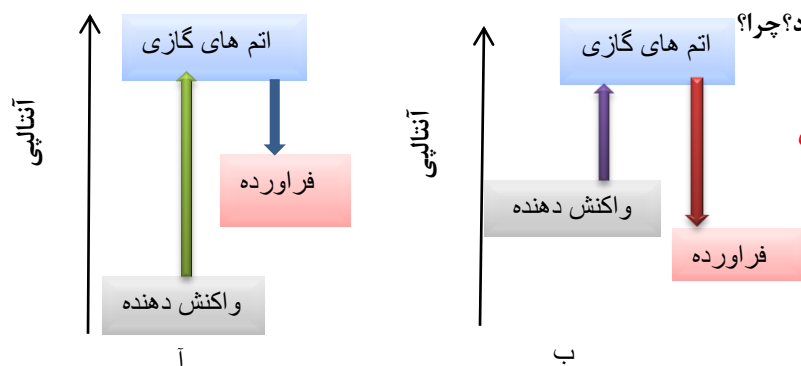 د؟چرا؟
اتم های گازی
آنتالپی
فراورده
واکنش دهنده
آ
اتم های گازی
آنتالپی
واکنش دهنده
فراورده
ب